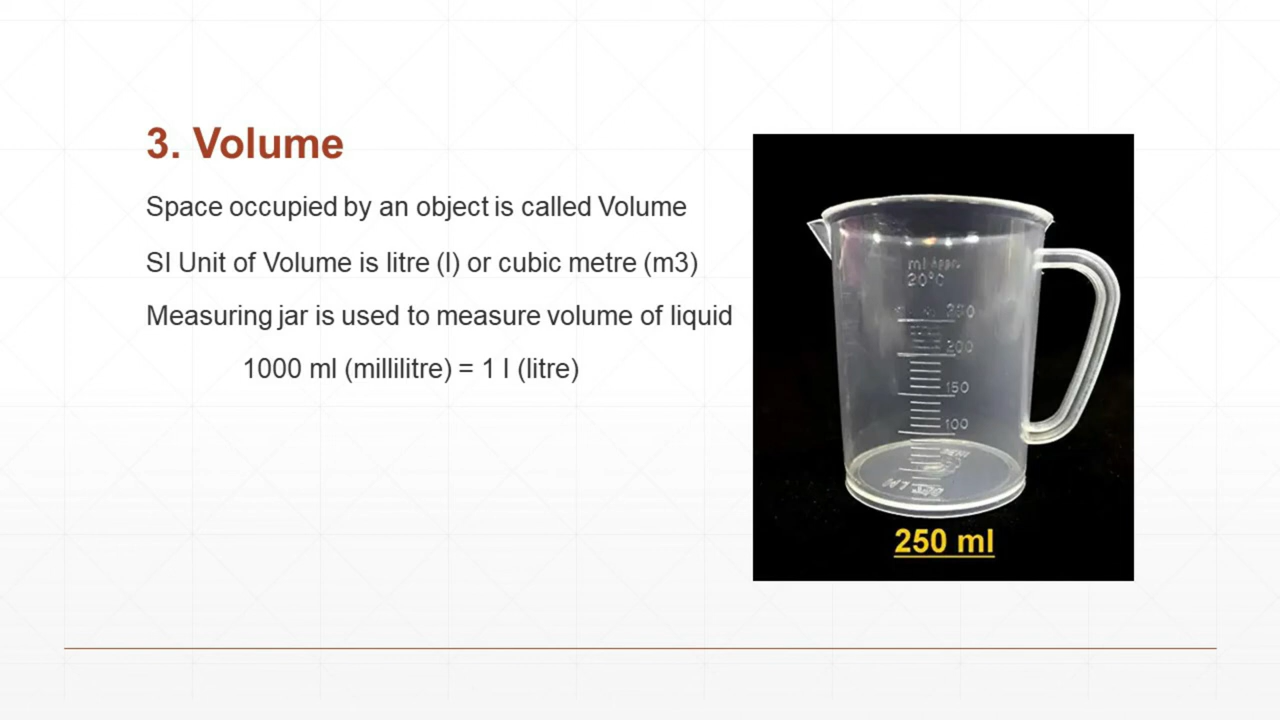 3. Volume
Space occupied by an object is called Volume
SI Unit of Volume is litre (l) or cubic metre (m3)
Measuring jar is used to measure volume of liquid
1000 ml (millilitre) = 1 l (litre)
ml
20°C
250
200
150
100
250 ml